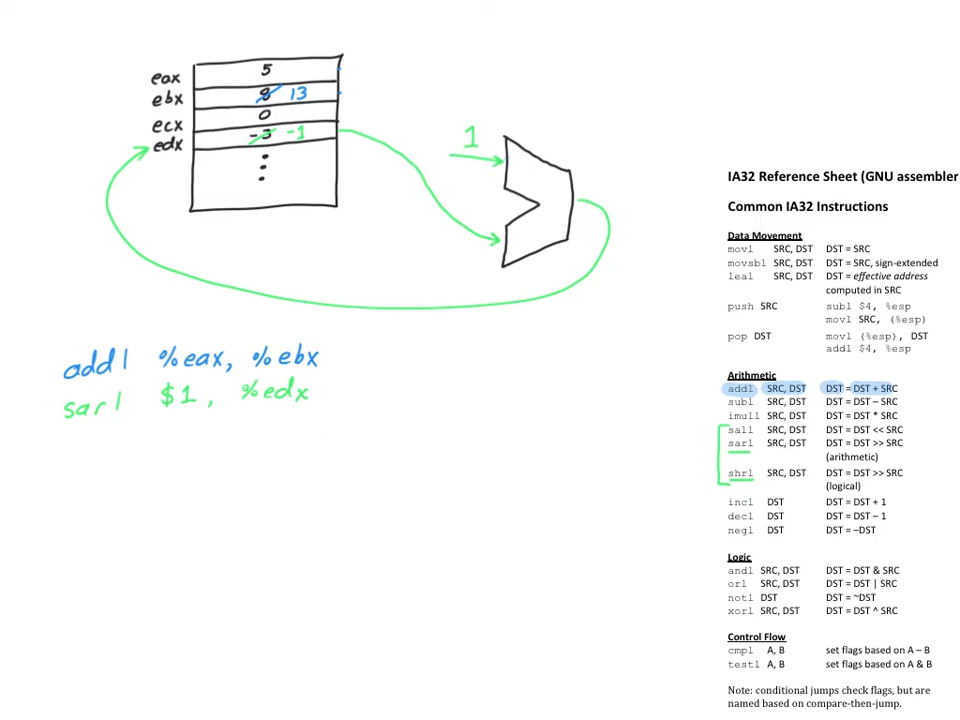 eax 5
ebx 8 13
ecx 0
edx -3 -1
1
addl %eax, %ebx
sarl $1, %edx
IA32 Reference Sheet (GNU assembler
Common IA32 Instructions
Data Movement
movl SRC, DST DST = SRC
movsbl SRC, DST DST = SRC, sign-extended
leal SRC, DST DST = effective address
computed in SRC
push SRC subl $4, %esp
movl SRC, (%esp)
pop DST movl (%esp), DST
addl $4, %esp
Arithmetic
addl SRC, DST DST = DST + SRC
subl SRC, DST DST = DST – SRC
imull SRC, DST DST = DST * SRC
sall SRC, DST DST = DST << SRC
sarl SRC, DST DST = DST >> SRC
(arithmetic)
shrl SRC, DST DST = DST >> SRC
(logical)
incl DST DST = DST + 1
decl DST DST = DST – 1
negl DST DST = –DST
Logic
andl SRC, DST DST = DST & SRC
orl SRC, DST DST = DST | SRC
notl DST DST = ~DST
xorl SRC, DST DST = DST ^ SRC
Control Flow
cmpl A, B set flags based on A – B
testl A, B set flags based on A & B
Note: conditional jumps check flags, but are
named based on compare-then-jump.